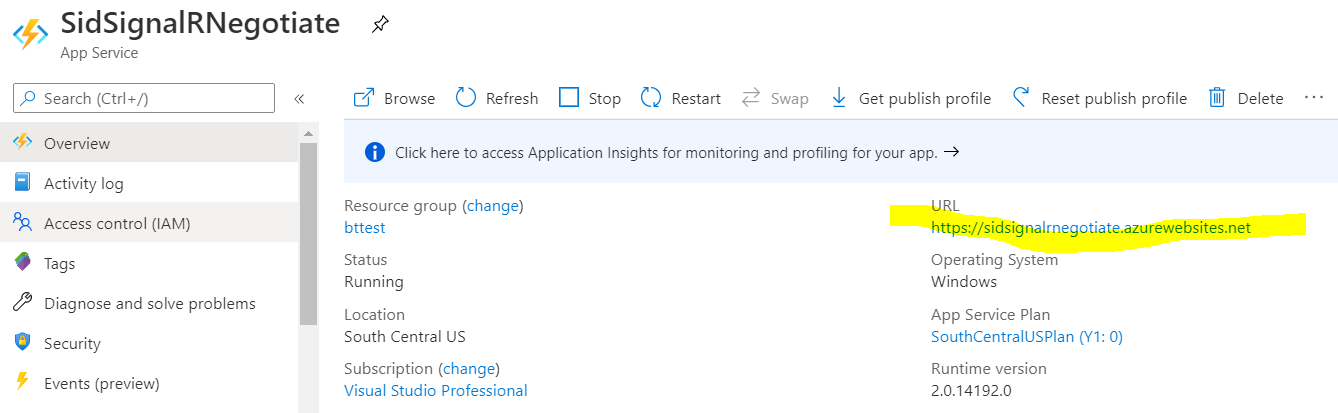 SidSignalRNegotiate
App Service
Search (Ctrl+/)
«
Browse
Refresh
Stop
Restart
Swap
Get publish profile
Reset publish profile
Delete
...
Click here to access Application Insights for monitoring and profiling for your app. →
Overview
Activity log
Access control (IAM)
Tags
Diagnose and solve problems
Security
Events (preview)
Resource group (change)
bttest
Status
Running
Location
South Central US
Subscription (change)
Visual Studio Professional
URL
https://sidsignalrnegotiate.azurewebsites.net
Operating System
Windows
App Service Plan
SouthCentralUSPlan (Y1: 0)
Runtime version
2.0.14192.0